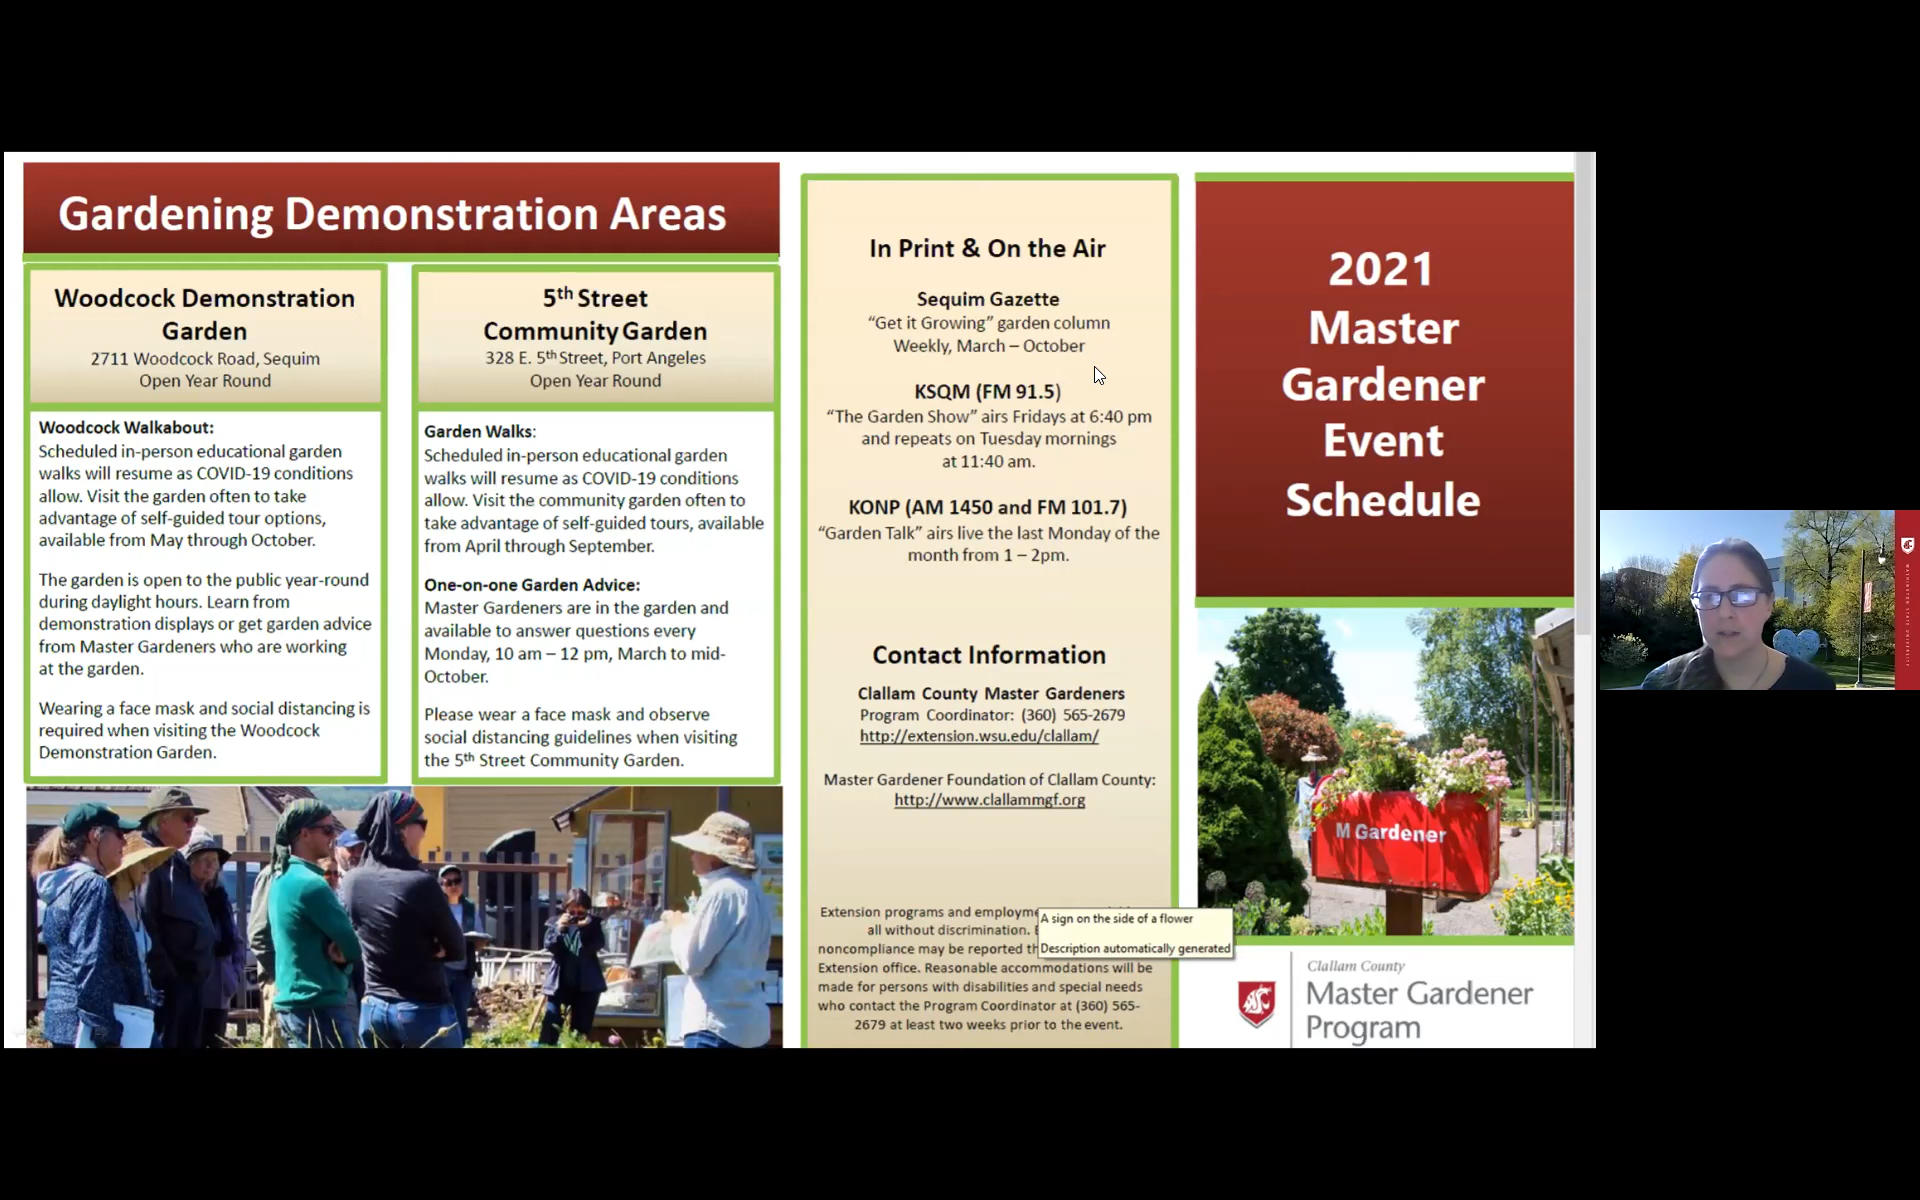 Gardening Demonstration Areas
Woodcock Demonstration
Garden
2711 Woodcock Road, Sequim
Open Year Round
Woodcock Walkabout:
Scheduled in-person educational garden
walks will resume as COVID-19 conditions
allow. Visit the garden often to take
advantage of self-guided tour options,
available from May through October.
The garden is open to the public year-round
during daylight hours. Learn from
demonstration displays or get garden advice
from Master Gardeners who are working
at the garden.
Wearing a face mask and social distancing is
required when visiting the Woodcock
Demonstration Garden.
5th Street
Community Garden
328 E. 5th Street, Port Angeles
Open Year Round
Garden Walks:
Scheduled in-person educational garden
walks will resume as COVID-19 conditions
allow. Visit the community garden often to
take advantage of self-guided tours, available
from April through September.
One-on-one Garden Advice:
Master Gardeners are in the garden and
available to answer questions every
Monday, 10 am – 12 pm, March to mid-
October.
Please wear a face mask and observe
social distancing guidelines when visiting
the 5th Street Community Garden.
In Print & On the Air
Sequim Gazette
“Get it Growing” garden column
Weekly, March – October
KSQM (FM 91.5)
“The Garden Show” airs Fridays at 6:40 pm
and repeats on Tuesday mornings
at 11:40 am.
KONP (AM 1450 and FM 101.7)
“Garden Talk” airs live the last Monday of the
month from 1 – 2pm.
Contact Information
Clallam County Master Gardeners
Program Coordinator: (360) 565-2679
http://extension.wsu.edu/clallam/
Master Gardener Foundation of Clallam County:
http://www.clallammgf.org
Extension programs and
all without discrimination.
noncompliance may be reported
Extension office. Reasonable accommodations will be
made for persons with disabilities and special needs
who contact the Program Coordinator at (360) 565-
2679 at least two weeks prior to the event.
A sign on the side of a flower
Description automatically generated
2021
Master
Gardener
Event
Schedule
M Gardener
Clallam County
Master Gardener
Program
WASHINGTON STATE UNIVERSITY